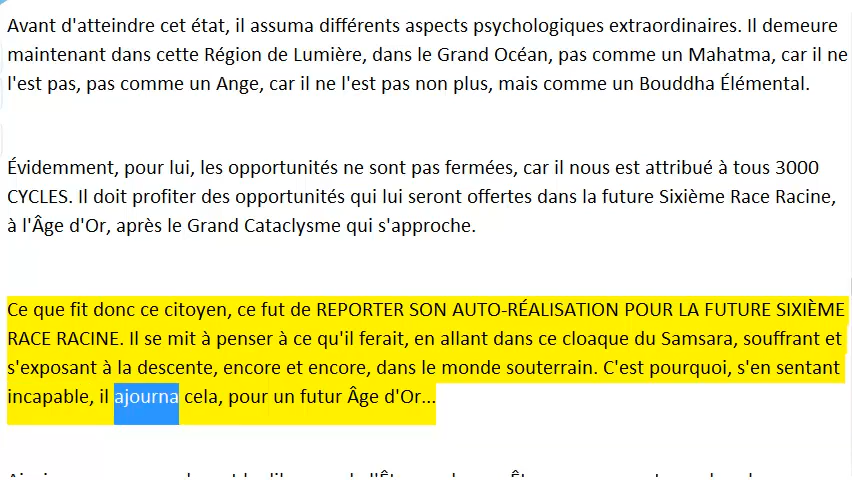 Avant d'atteindre cet état, il assuma différents aspects psychologiques extraordinaires. Il demeure
maintenant dans cette Région de Lumière, dans le Grand Océan, pas comme un Mahatma, car il ne
l'est pas, pas comme un Ange, car il ne l'est pas non plus, mais comme un Bouddha Élémental.
Évidemment, pour lui, les opportunités ne sont pas fermées, car il nous est attribué à tous 3000
CYCLES. Il doit profiter des opportunités qui lui seront offertes dans la future Sixième Race Racine,
à l'Âge d'Or, après le Grand Cataclysme qui s'approche.
Ce que fit donc ce citoyen, ce fut de REPORTER SON AUTO-RÉALISATION POUR LA FUTURE SIXIÈME
RACE RACINE. Il se mit à penser à ce qu'il ferait, en allant dans ce cloaque du Samsara, souffrant et
s'exposant à la descente, encore et encore, dans le monde souterrain. C'est pourquoi, s'en sentant
incapable, il ajourna cela, pour un futur Âge d'Or...